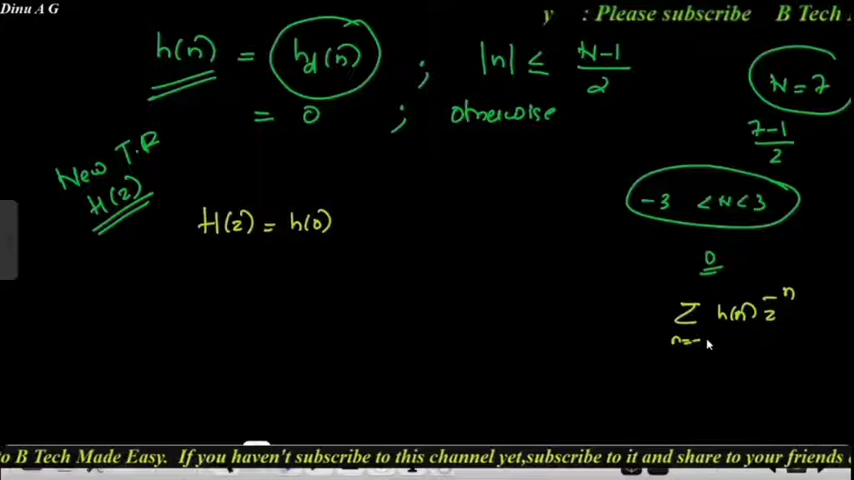 Dinu A G
y : Please subscribe B Tech
h(n) = hd(n) ; |n| ≤ N-1/2
= 0 ; otherwise
N = 7
7-1/2
New T.R
H(z)
-3 < N < 3
H(z) = h(0)
0
Σ h(n) z^-n
n=-
to B Tech Made Easy. If you haven't subscribe to this channel yet,subscribe to it and share to your friends